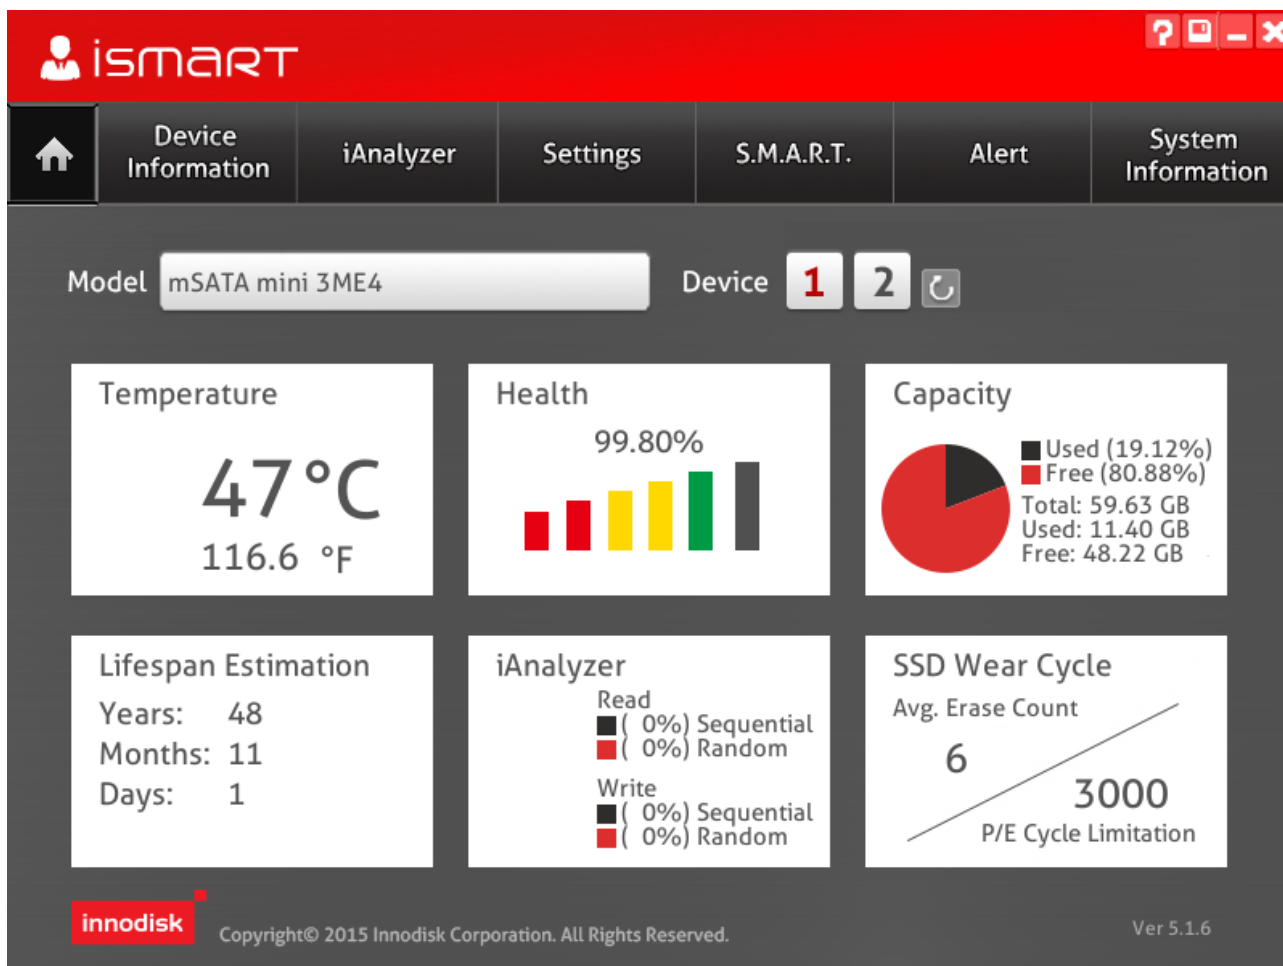 ismart
Device
Information
iAnalyzer
Settings
S.M.A.R.T.
Alert
System
Information
Model
mSATA mini 3ME4
Device
1
2
Temperature
47°C
116.6 °F
Health
99.80%
Capacity
Used (19.12%)
Free (80.88%)
Total: 59.63 GB
Used: 11.40 GB
Free: 48.22 GB
Lifespan Estimation
Years: 48
Months: 11
Days: 1
iAnalyzer
Read
( 0%) Sequential
( 0%) Random
Write
( 0%) Sequential
( 0%) Random
SSD Wear Cycle
Avg. Erase Count
6
3000
P/E Cycle Limitation
innodisk
Copyright© 2015 Innodisk Corporation. All Rights Reserved.
Ver 5.1.6